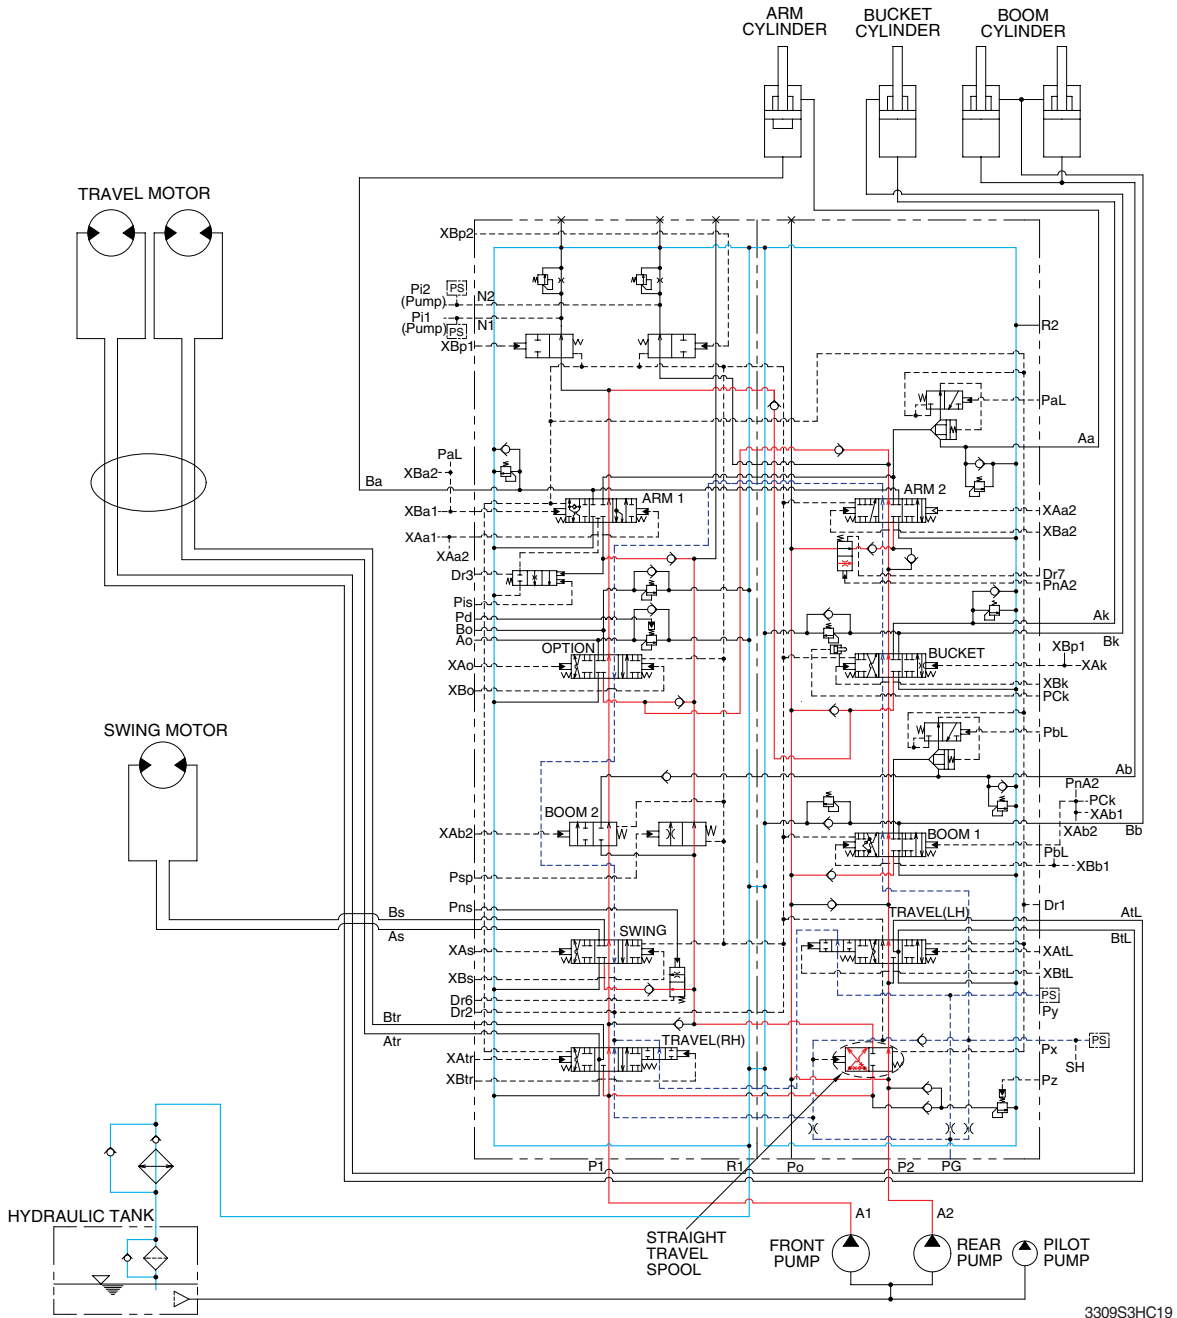 ARM
CYLINDER
BUCKET
CYLINDER
BOOM
CYLINDER
TRAVEL MOTOR
XBp2
Pi2
(Pump)
PS
N2
Pi1
(Pump)
PS
N1
XBp1
R2
PaL
Aa
PaL
XBa2
Ba
XBa1
ARM 1
ARM 2
XAa2
XBa2
XAa1
XAa2
Dr3
Dr7
PnA2
Pis
Pd
Bo
Ao
Ak
Bk
OPTION
XAo
XBo
BUCKET
XBp1
XAk
XBk
PCk
SWING MOTOR
PbL
Ab
PnA2
PCk
XAb1
XAb2
Bb
BOOM 2
XAb2
BOOM 1
PbL
XBb1
Psp
Pns
Dr1
Bs
As
SWING
TRAVEL(LH)
AtL
BtL
XAs
XAtL
XBs
XBtL
Dr6
Dr2
PS
Py
Btr
Atr
TRAVEL(RH)
XAtr
XBtr
Px
PS
SH
Pz
P1
R1
Po
P2
PG
HYDRAULIC TANK
A1
A2
STRAIGHT
TRAVEL
SPOOL
FRONT
PUMP
REAR
PUMP
PILOT
PUMP
3309S3HC19